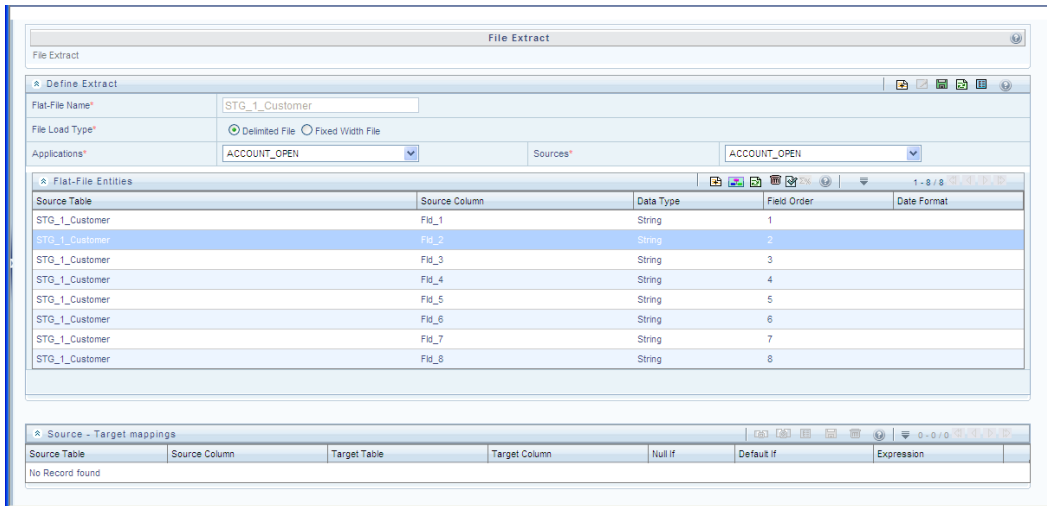 File Extract
File Extract
Define Extract
Flat-File Name*
STG_1_Customer
File Load Type*
Delimited File Fixed Width File
Applications* ACCOUNT_OPEN Sources* ACCOUNT_OPEN
Flat-File Entities 1 - 8 / 8
Source Table Source Column Data Type Field Order Date Format
STG_1_Customer Fld_1 String 1
STG_1_Customer Fld_2 String 2
STG_1_Customer Fld_3 String 3
STG_1_Customer Fld_4 String 4
STG_1_Customer Fld_5 String 5
STG_1_Customer Fld_6 String 6
STG_1_Customer Fld_7 String 7
STG_1_Customer Fld_8 String 8
Source - Target mappings 0 - 0 / 0
Source Table Source Column Target Table Target Column Null If Default If Expression
No Record found